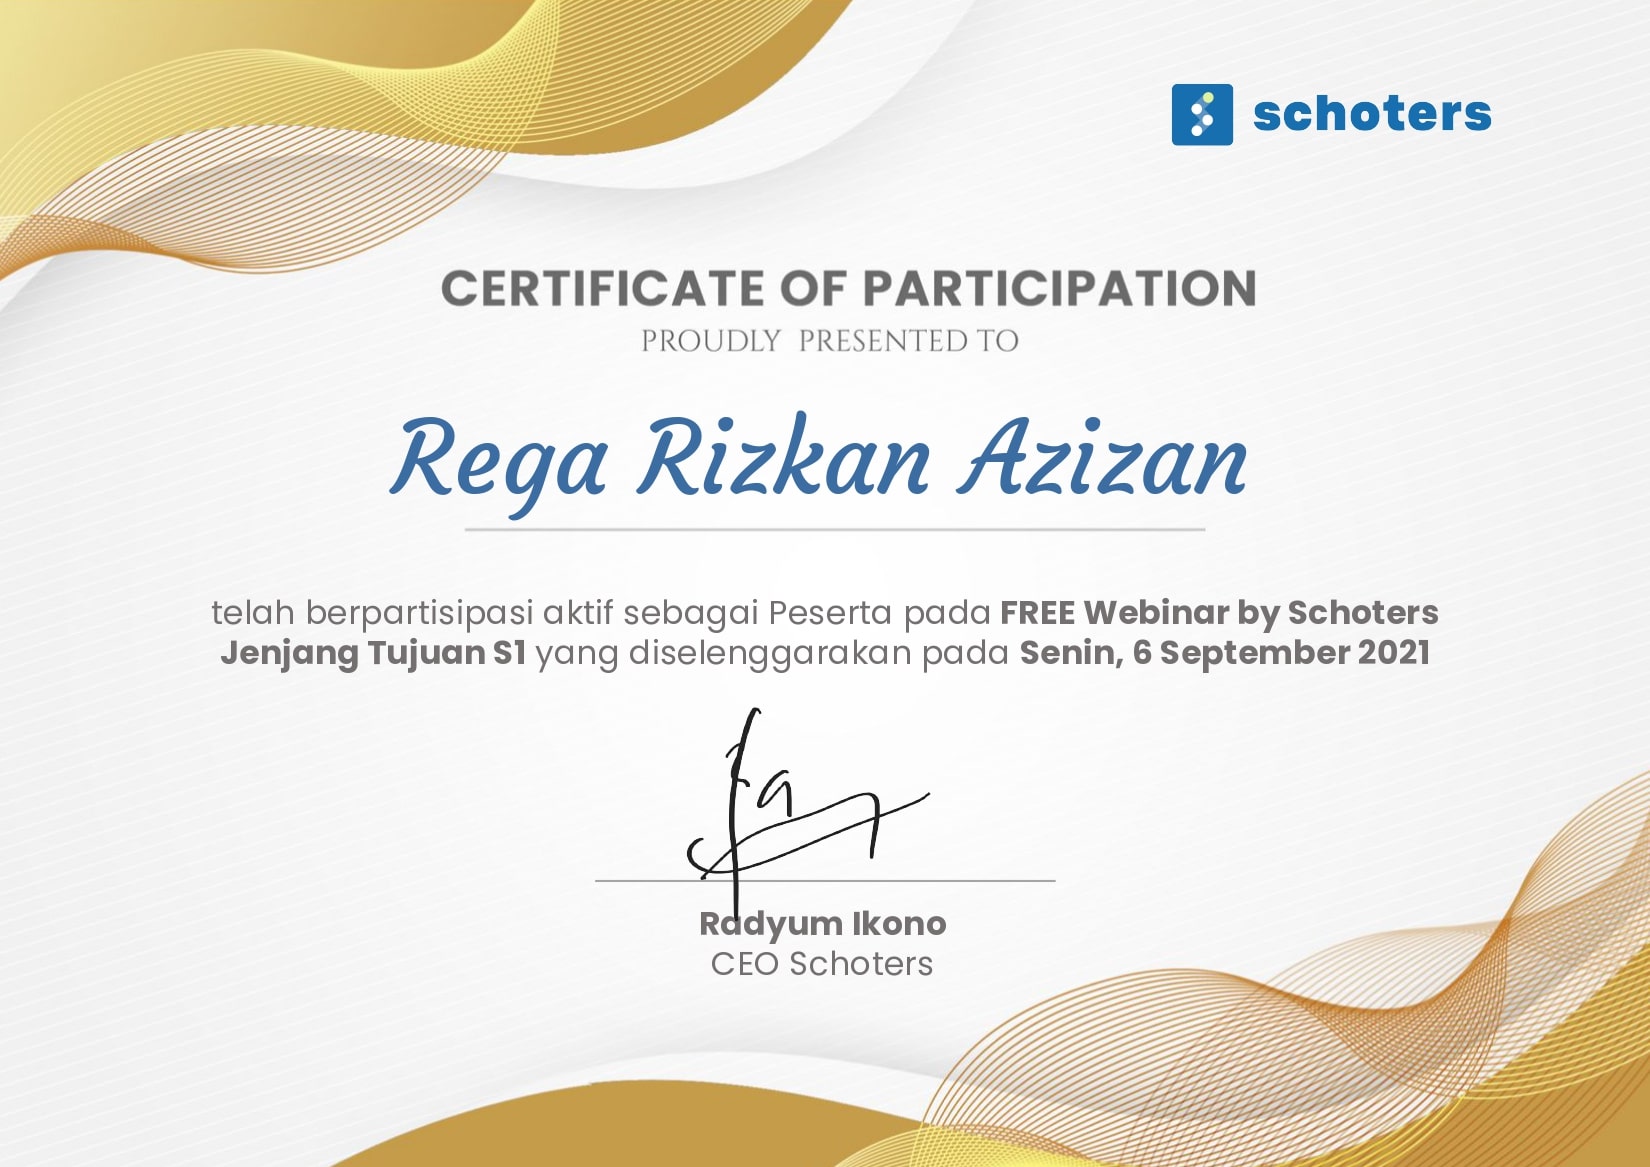 schoters
CERTIFICATE OF PARTICIPATION
PROUDLY PRESENTED TO
Rega Rizkan Azizan
telah berpartisipasi aktif sebagai Peserta pada FREE Webinar by Schoters
Jenjang Tujuan S1 yang diselenggarakan pada Senin, 6 September 2021
Radyum Ikono
CEO Schoters